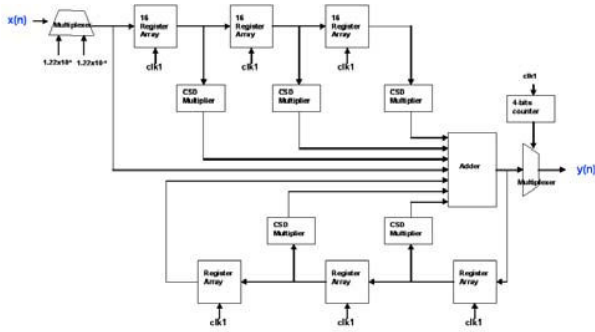 x(n)
Multiplexer
1.22x10⁴
1.22x10⁴
16
Register
Array
clk1
16
Register
Array
clk1
16
Register
Array
clk1
CSD
Multiplier
CSD
Multiplier
CSD
Multiplier
clk1
4-bite
counter
Adder
Multiplexer
y(n)
CSD
Multiplier
CSD
Multiplier
Register
Array
clk1
Register
Array
clk1
Register
Array
clk1